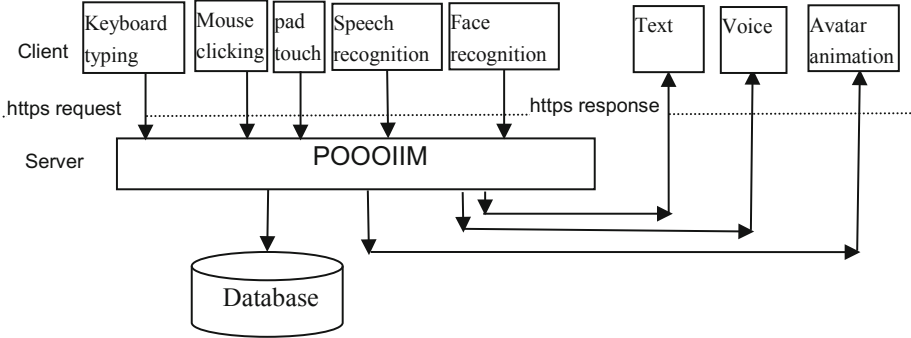 Keyboard
typing
Mouse
clicking
pad
touch
Speech
recognition
Face
recognition
Text
Voice
Avatar
animation
Client
https request
https response
Server
POOOIIM
Database